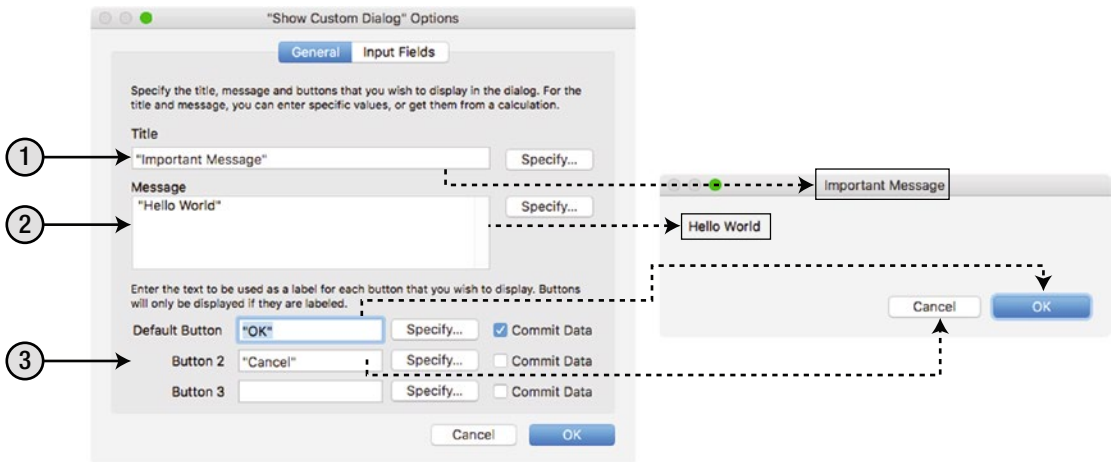 "Show Custom Dialog" Options
General Input Fields
Specify the title, message and buttons that you wish to display in the dialog. For the
title and message, you can enter specific values, or get them from a calculation.
Title
1
"Important Message" Specify...
Message
2
"Hello World" Specify...
Enter the text to be used as a label for each button that you wish to display. Buttons
will only be displayed if they are labeled.
Default Button "OK" Specify... Commit Data
3
Button 2 "Cancel" Specify... Commit Data
Button 3 Specify... Commit Data
Cancel OK
Important Message
Hello World
Cancel OK